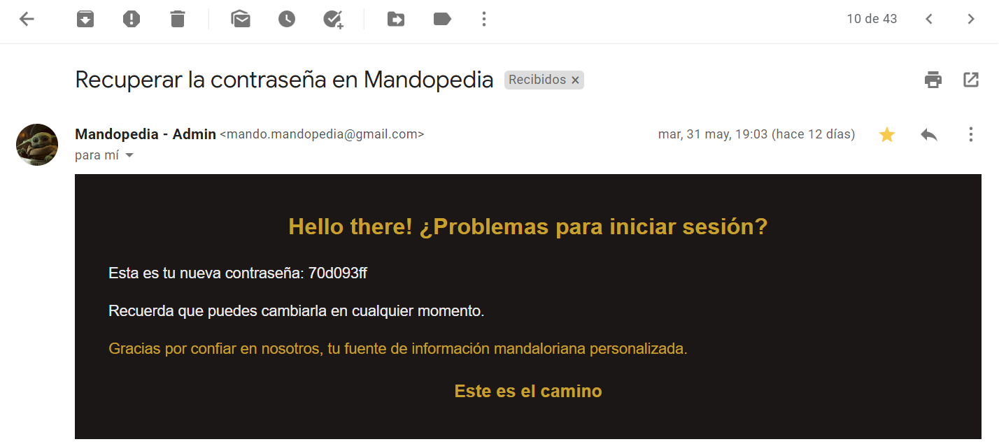 10 de 43
Recuperar la contraseña en Mandopedia Recibidos ×
Mandopedia - Admin <mando.mandopedia@gmail.com> mar, 31 may, 19:03 (hace 12 días)
para mí
Hello there! ¿Problemas para iniciar sesión?
Esta es tu nueva contraseña: 70d093ff
Recuerda que puedes cambiarla en cualquier momento.
Gracias por confiar en nosotros, tu fuente de información mandaloriana personalizada.
Este es el camino